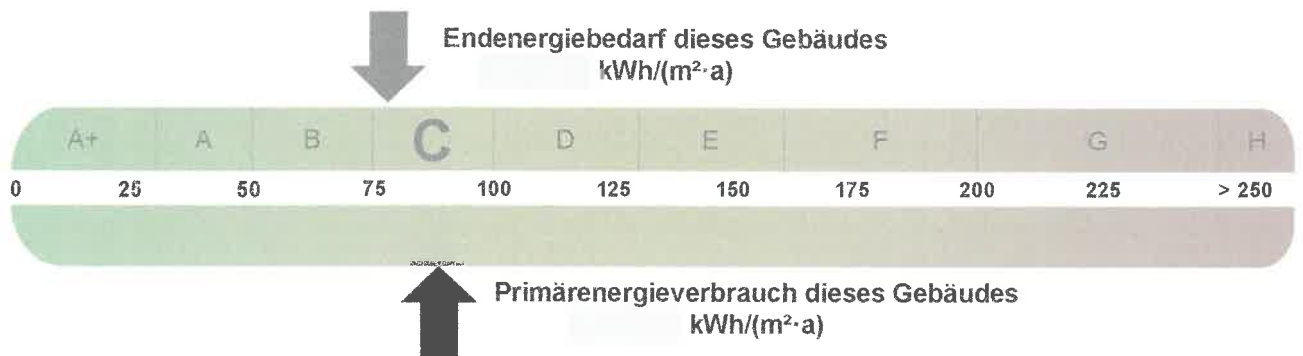 Endenergiebedarf dieses Gebäudes
kWh/(m²·a)
A+ A B C D E F G H
0 25 50 75 100 125 150 175 200 225 > 250
Primärenergieverbrauch dieses Gebäudes
kWh/(m²·a)